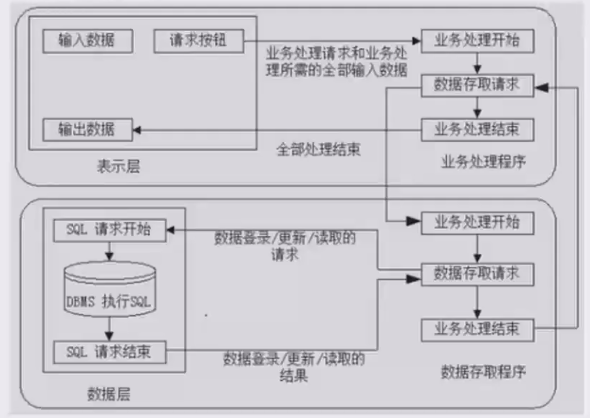 输入数据
请求按钮
业务处理开始
业务处理请求和业务处
理所需的全部输入数据
数据存取请求
输出数据
业务处理结束
全部处理结束
表示层
业务处理程序
SQL 请求开始
业务处理开始
数据登录/更新/读取的
请求
数据存取请求
DBMS 执行SQL
业务处理结束
SQL 请求结束
数据登录/更新/读取的
结果
数据存取程序
数据层